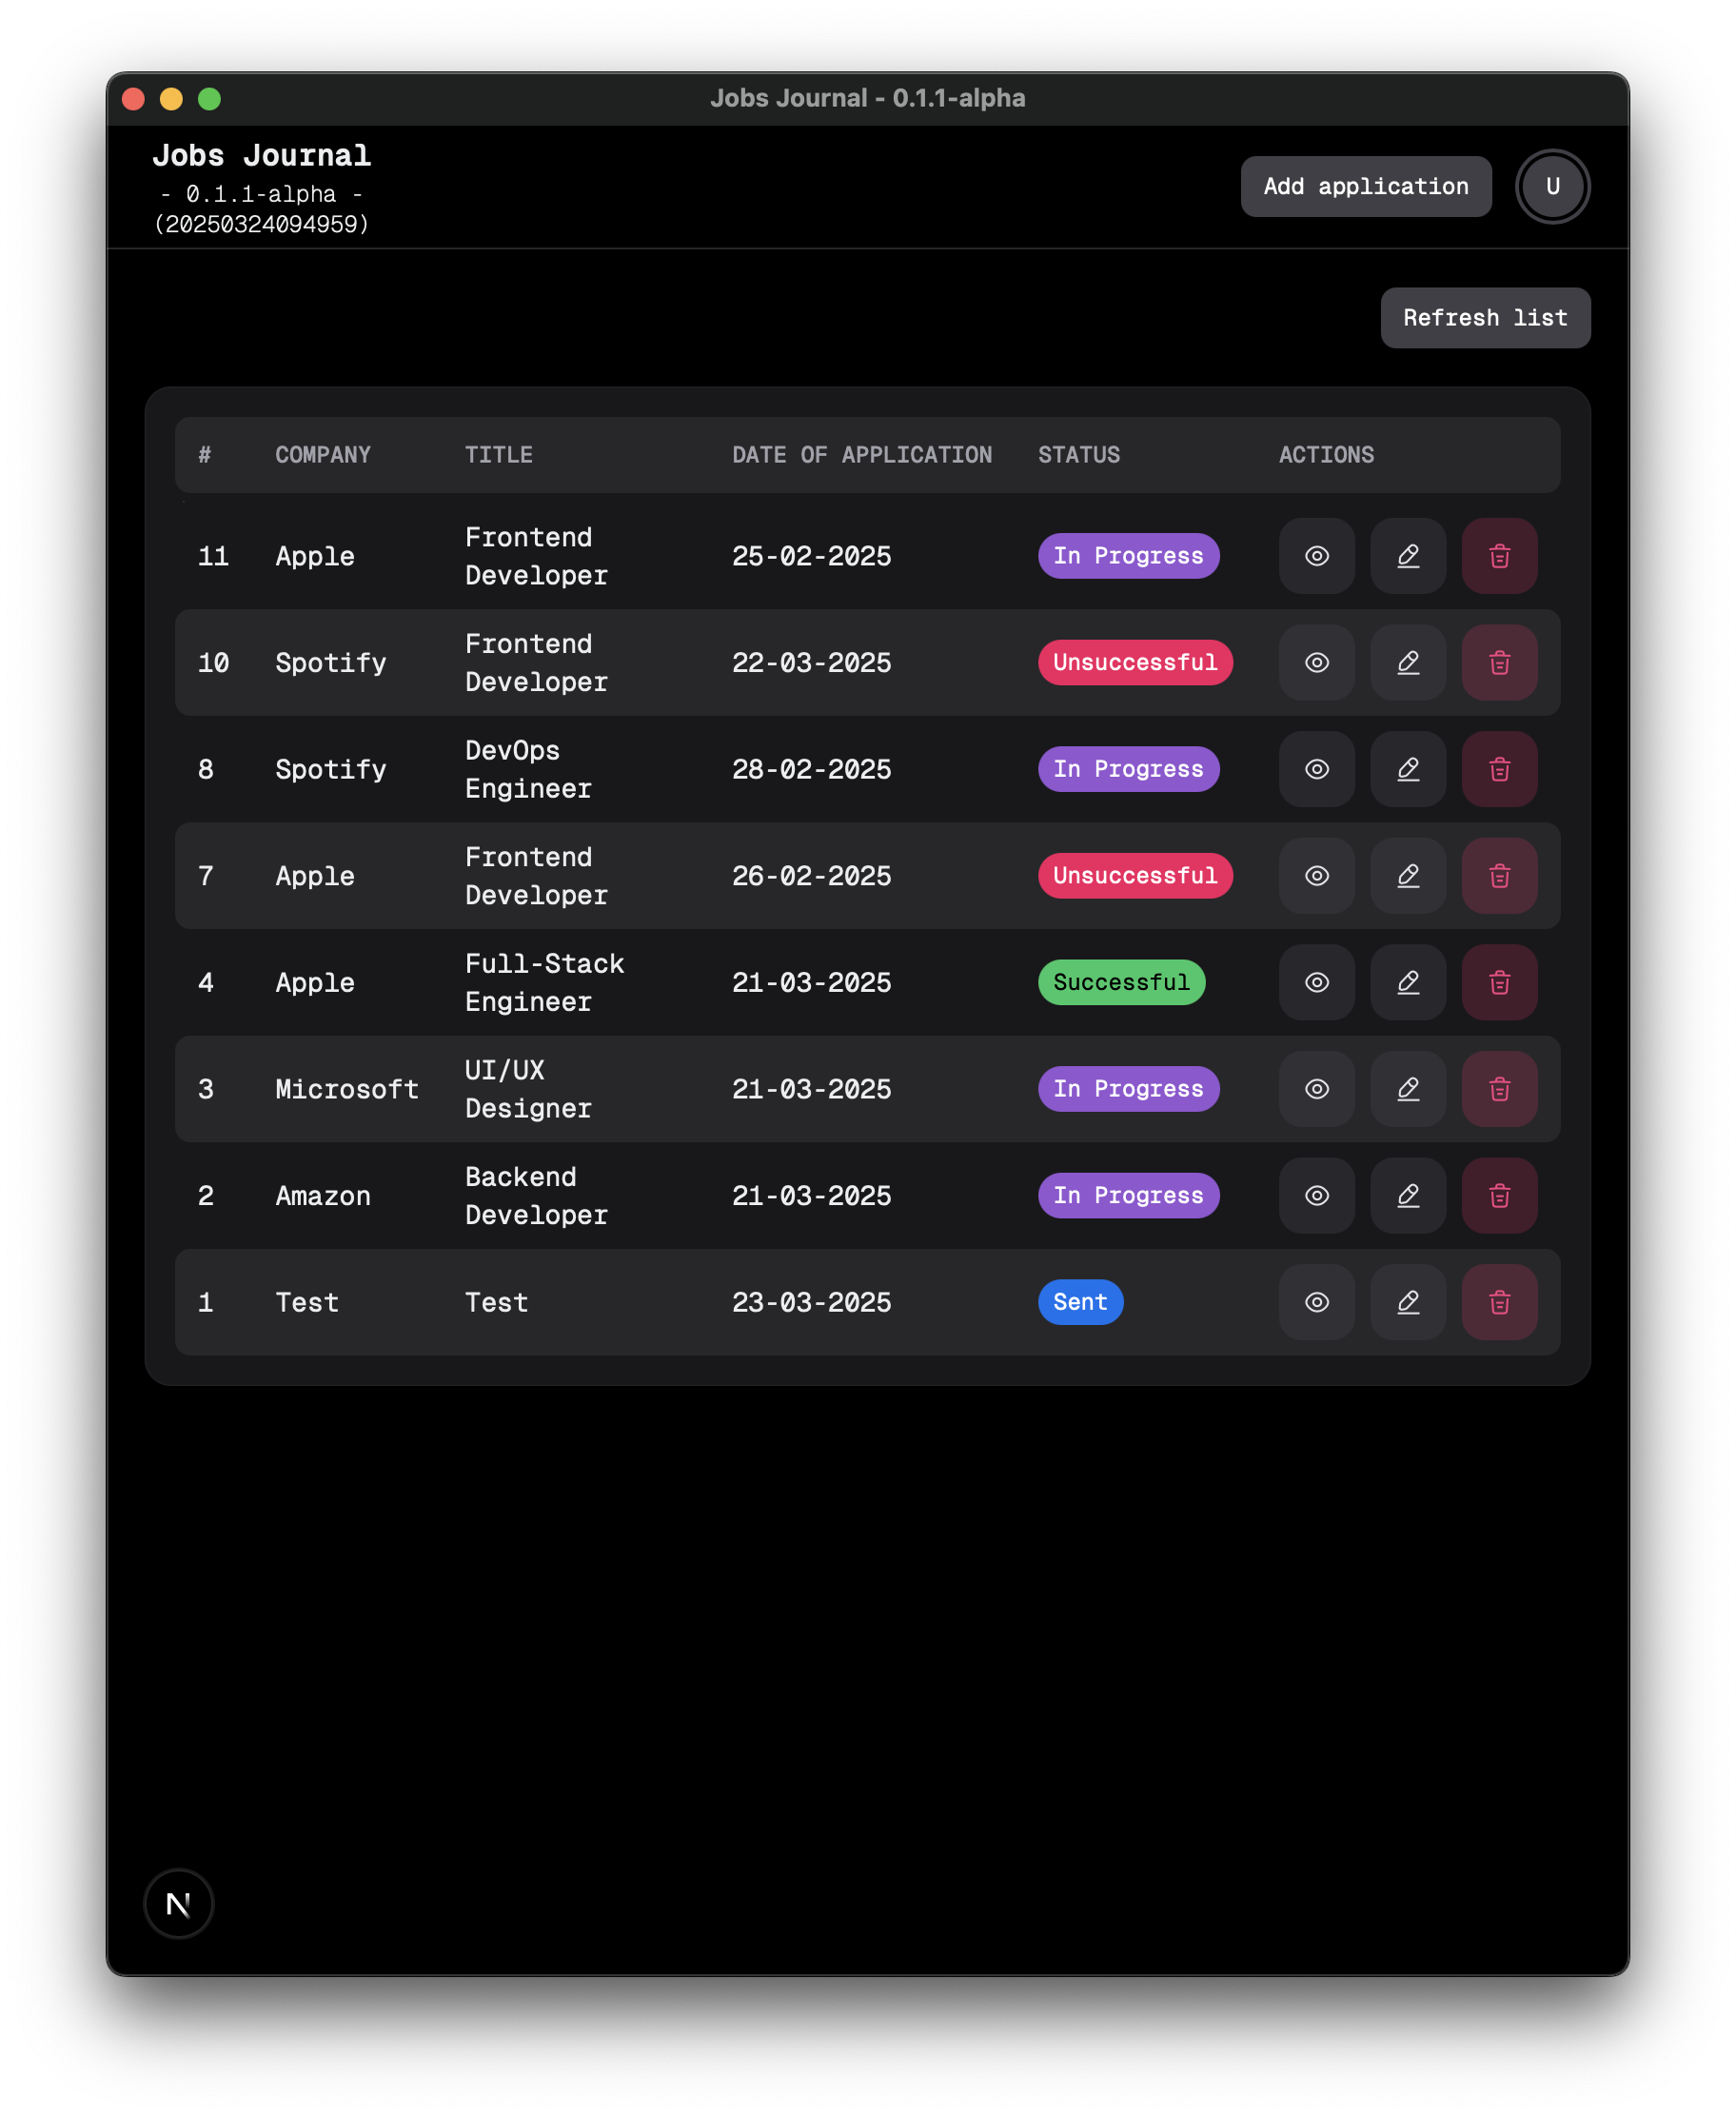 Jobs Journal - 0.1.1-alpha
Jobs Journal
- 0.1.1-alpha -
(20250324094959)
Add application
U
Refresh list
# COMPANY TITLE DATE OF APPLICATION STATUS ACTIONS
11 Apple Frontend Developer 25-02-2025 In Progress
10 Spotify Frontend Developer 22-03-2025 Unsuccessful
8 Spotify DevOps Engineer 28-02-2025 In Progress
7 Apple Frontend Developer 26-02-2025 Unsuccessful
4 Apple Full-Stack Engineer 21-03-2025 Successful
3 Microsoft UI/UX Designer 21-03-2025 In Progress
2 Amazon Backend Developer 21-03-2025 In Progress
1 Test Test 23-03-2025 Sent
N